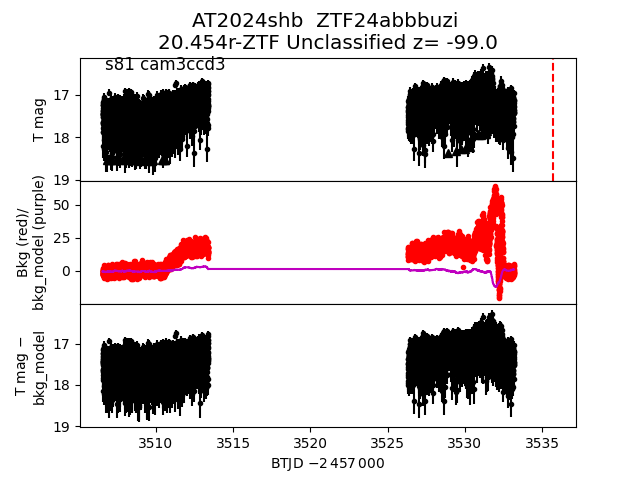 AT2024shb  ZTF24abbbuzi
20.454r-ZTF Unclassified z= -99.0
s81 cam3ccd3
T mag
17
18
19
Bkg (red)/
bkg_model (purple)
50
25
0
T mag −
bkg_model
17
18
19
3510 3515 3520 3525 3530 3535
BTJD −2 457 000